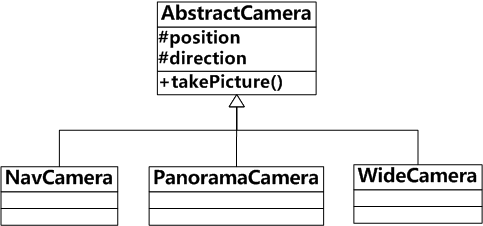 AbstractCamera
#position
#direction
+takePicture()
NavCamera
PanoramaCamera
WideCamera